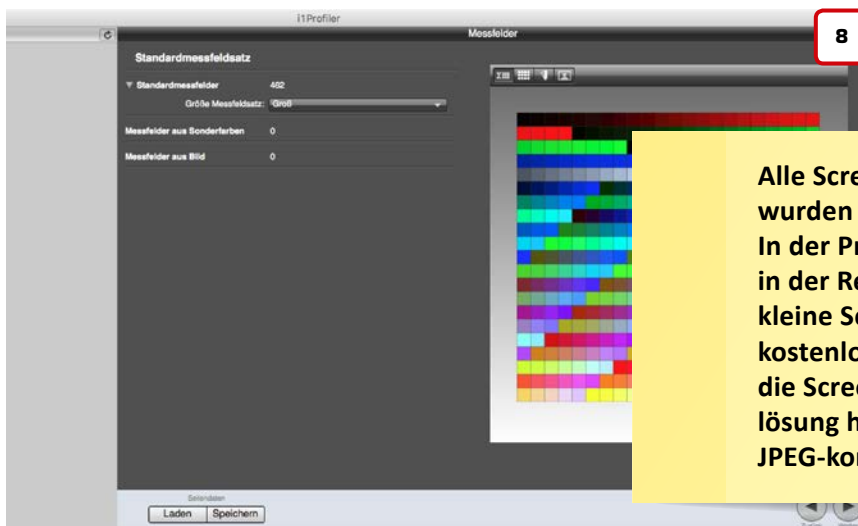 i1Profiler
Messfelder
8
Standardmessfeldsatz
Standardmessfelder 462
Größe Messfeldsatz: Groß
Messfelder aus Sonderfarben 0
Messfelder aus Bild 0
Alle Scre
wurden
In der Pr
in der Re
kleine Se
kostenlo
die Scree
lösung h
JPEG-kor
Laden Speichern